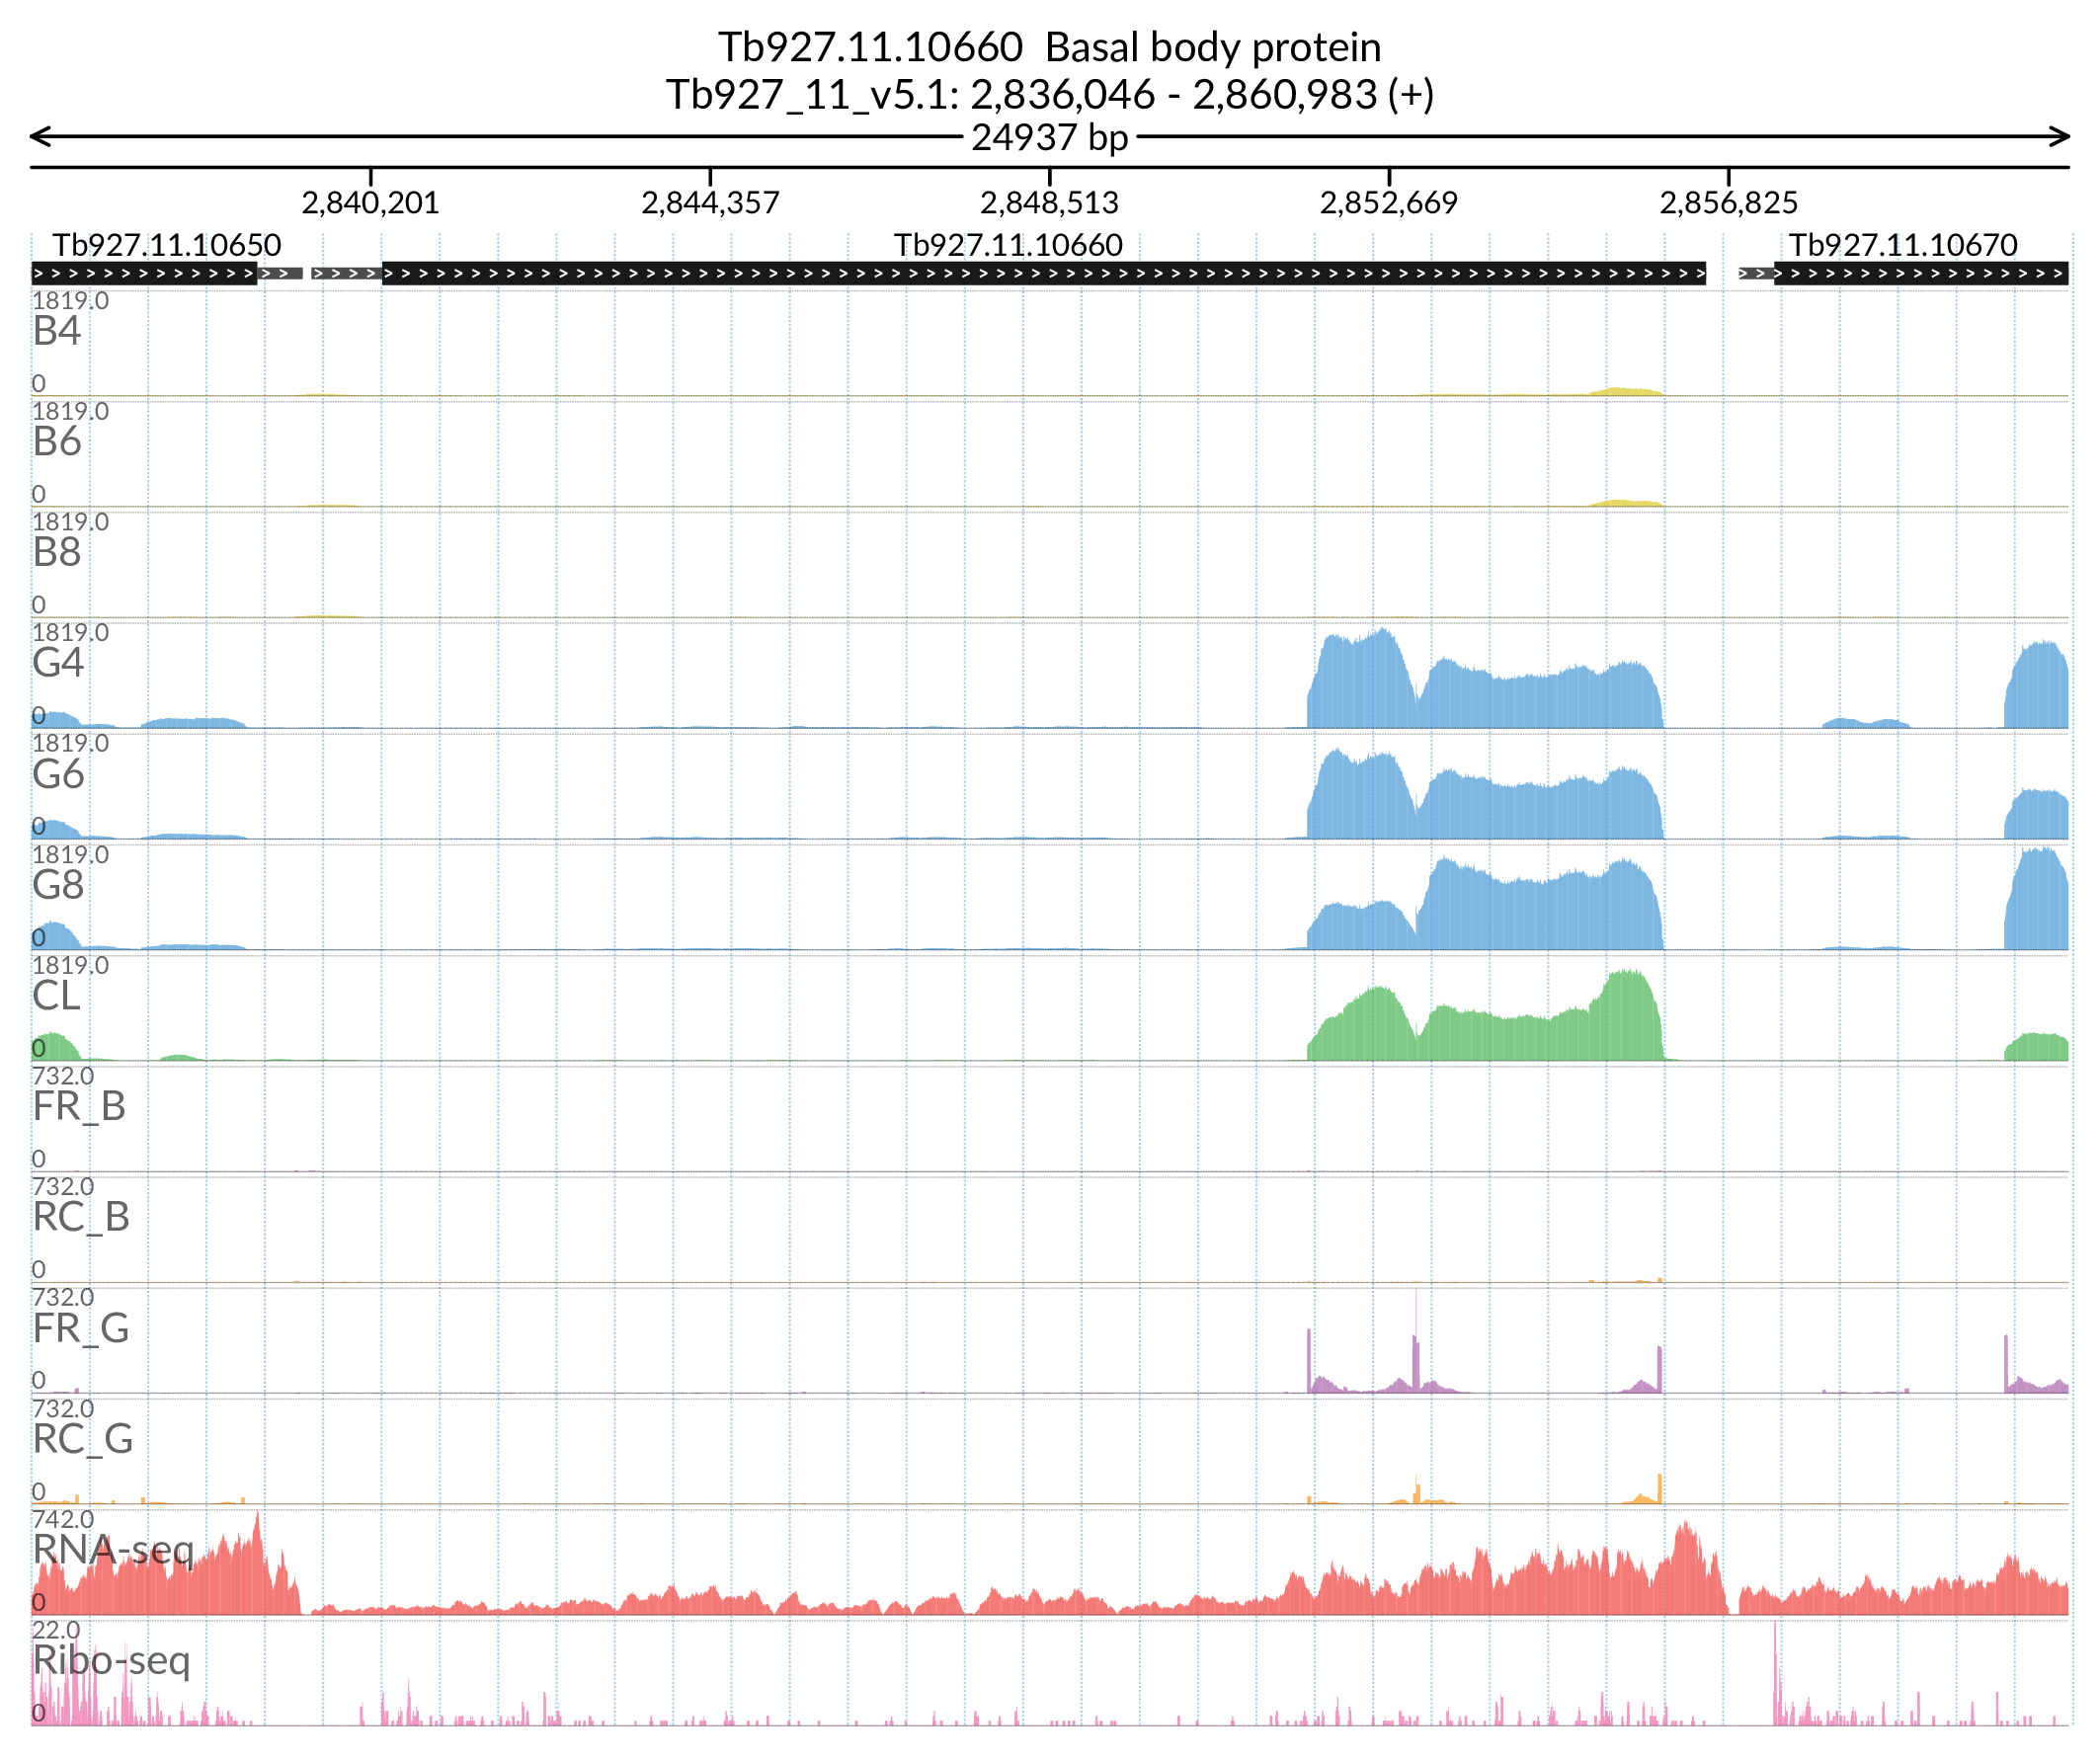 Tb927.11.10660  Basal body protein
Tb927_11_v5.1: 2,836,046 - 2,860,983 (+)
24937 bp
2,840,201 2,844,357 2,848,513 2,852,669 2,856,825
Tb927.11.10650 Tb927.11.10660 Tb927.11.10670
1819.0
B4
0
1819.0
B6
0
1819.0
B8
0
1819.0
G4
0
1819.0
G6
0
1819.0
G8
0
1819.0
CL
0
732.0
FR_B
0
732.0
RC_B
0
732.0
FR_G
0
732.0
RC_G
0
742.0
RNA-seq
0
22.0
Ribo-seq
0